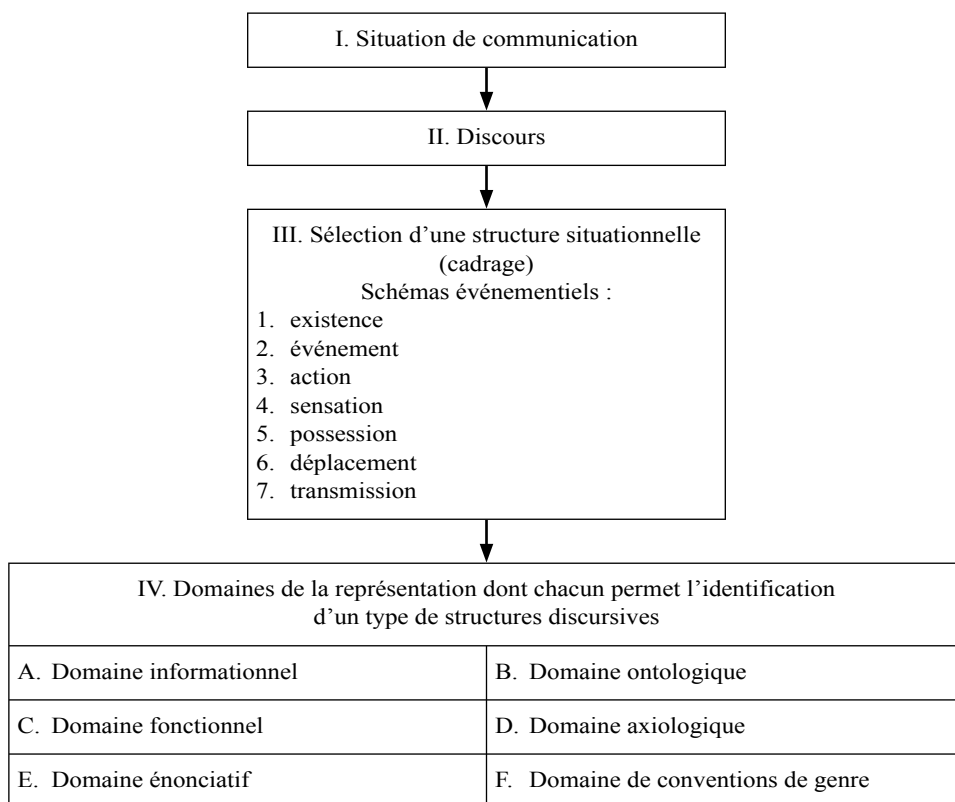 I. Situation de communication
II. Discours
III. Sélection d’une structure situationnelle
(cadrage)
Schémas événementiels :
1. existence
2. événement
3. action
4. sensation
5. possession
6. déplacement
7. transmission
IV. Domaines de la représentation dont chacun permet l’identification
d’un type de structures discursives
A. Domaine informationnel
B. Domaine ontologique
C. Domaine fonctionnel
D. Domaine axiologique
E. Domaine énonciatif
F. Domaine de conventions de genre